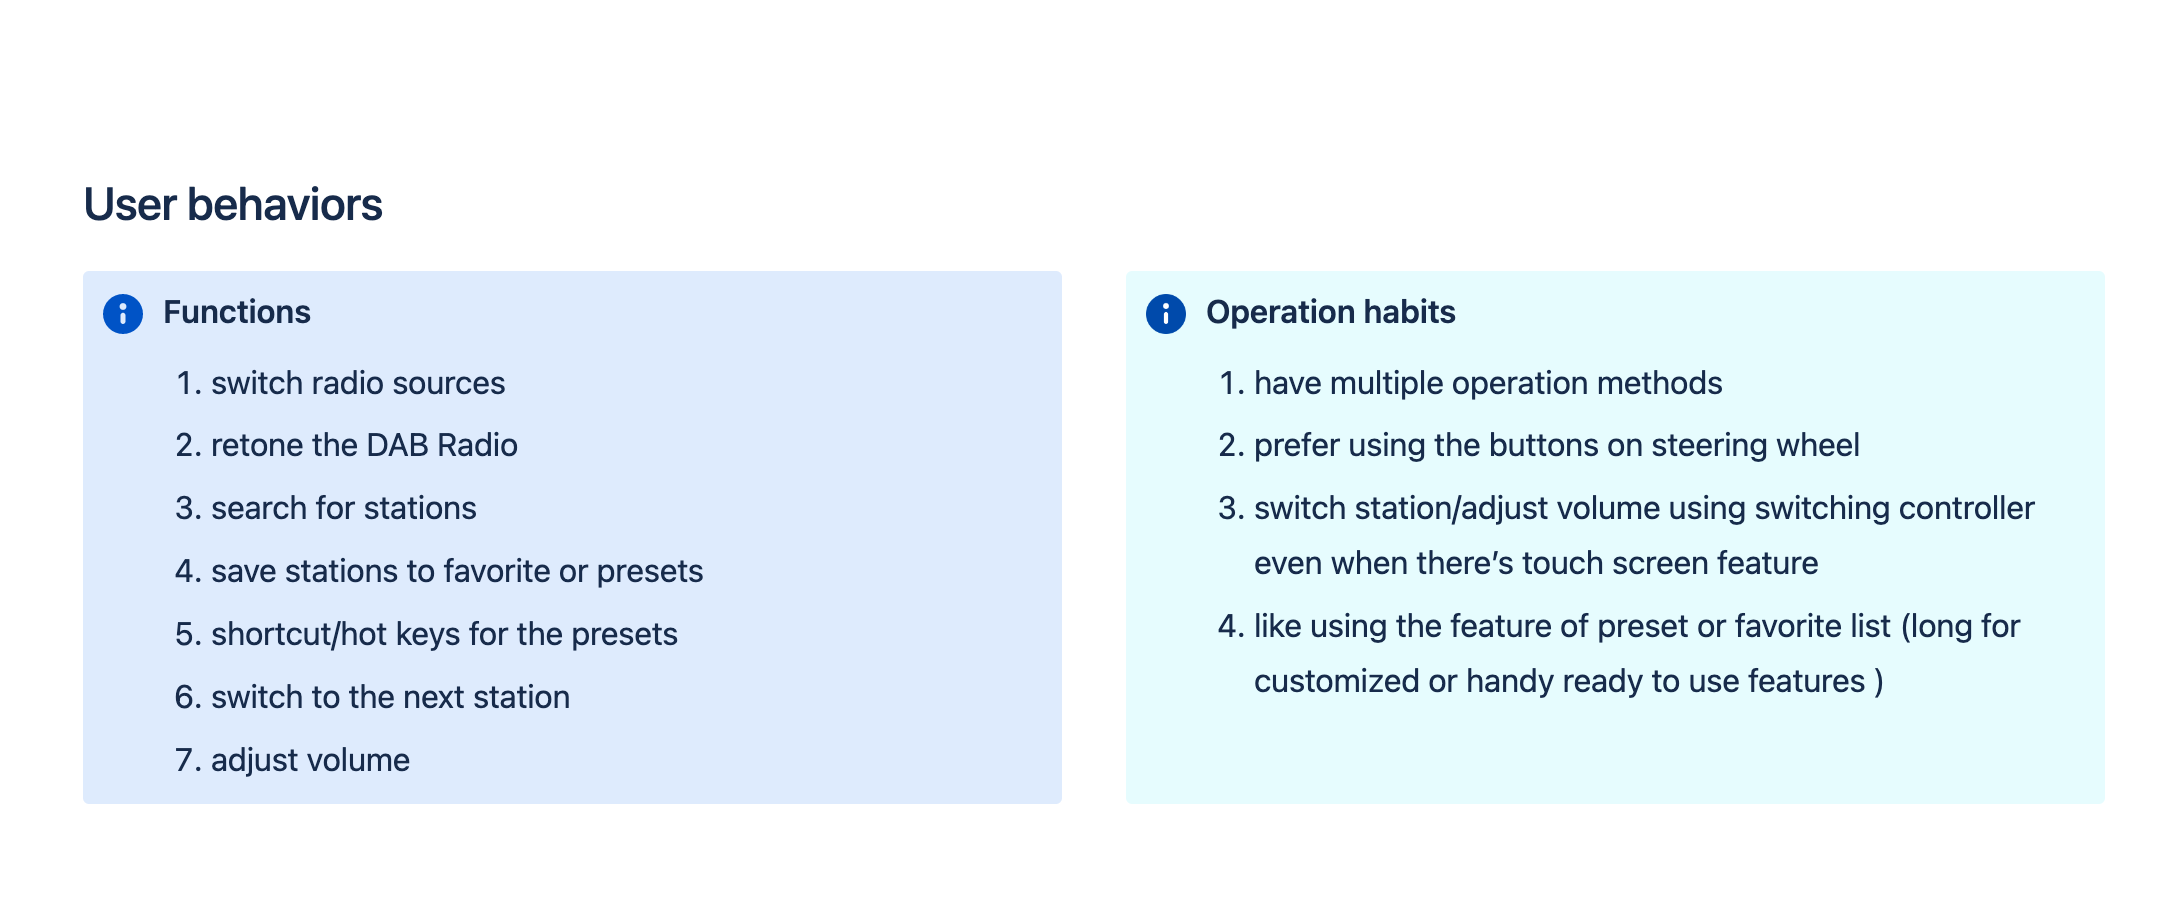 User behaviors
Functions
1. switch radio sources
2. retone the DAB Radio
3. search for stations
4. save stations to favorite or presets
5. shortcut/hot keys for the presets
6. switch to the next station
7. adjust volume
Operation habits
1. have multiple operation methods
2. prefer using the buttons on steering wheel
3. switch station/adjust volume using switching controller
even when there’s touch screen feature
4. like using the feature of preset or favorite list (long for
customized or handy ready to use features )